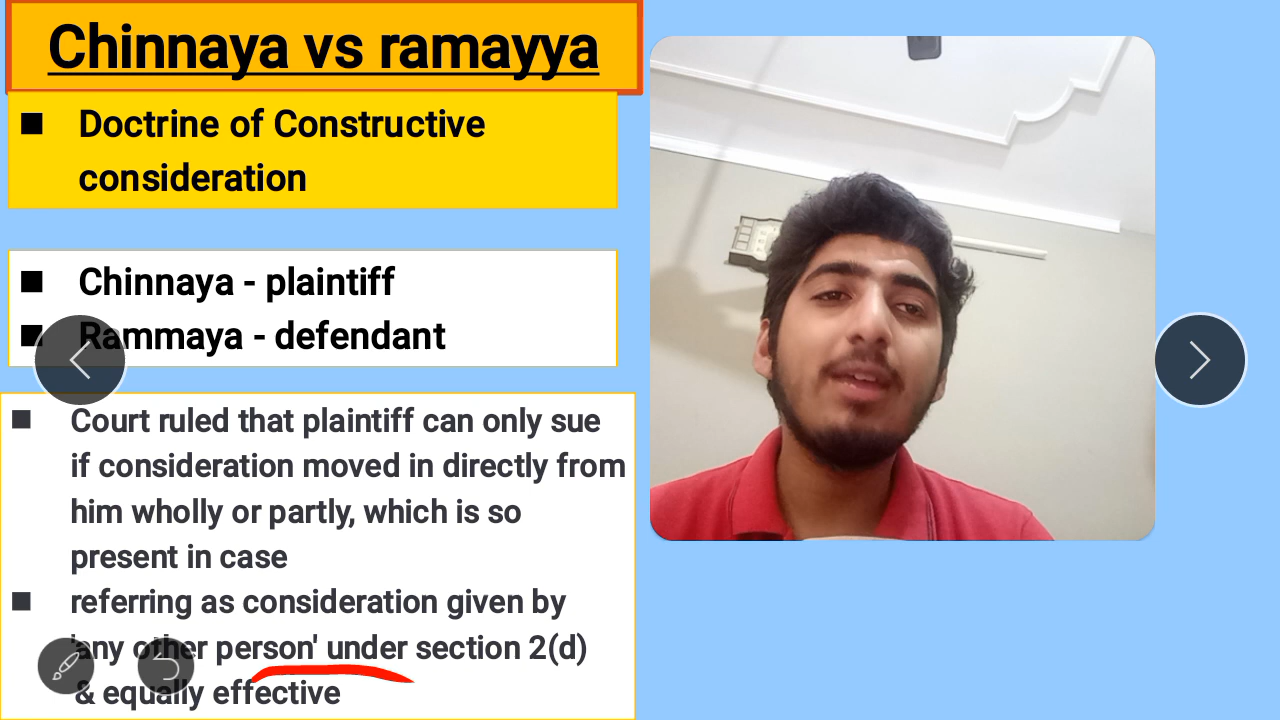 Chinnaya vs ramayya
■ Doctrine of Constructive
consideration
■ Chinnaya - plaintiff
■ Rammaya - defendant
■ Court ruled that plaintiff can only sue
if consideration moved in directly from
him wholly or partly, which is so
present in case
■ referring as consideration given by
'any other person' under section 2(d)
& equally effective